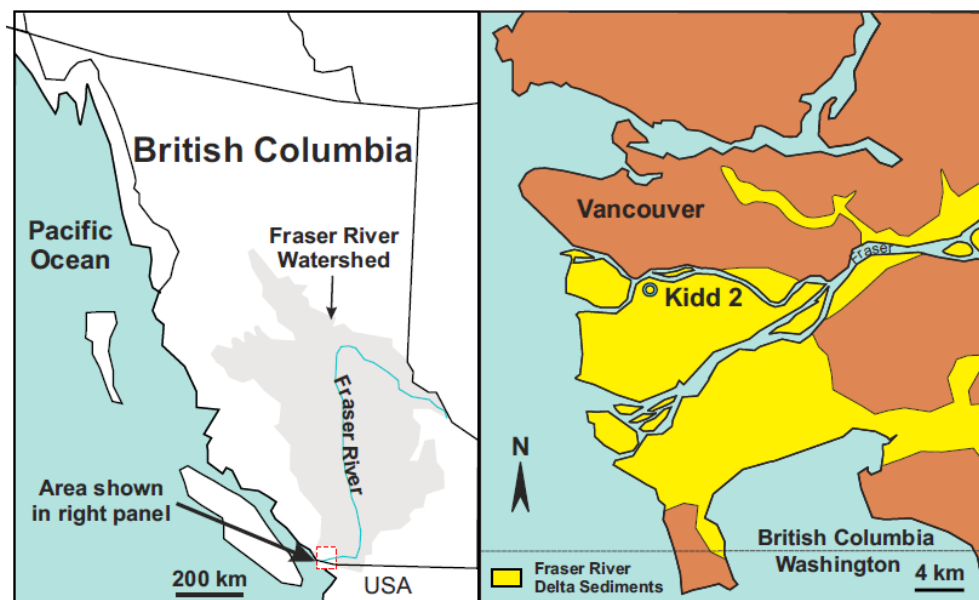 British Columbia
Pacific
Ocean
Fraser River
Watershed
Fraser River
Area shown
in right panel
200 km
USA
Vancouver
Fraser
Kidd 2
N
British Columbia
Washington
Fraser River
Delta Sediments
4 km